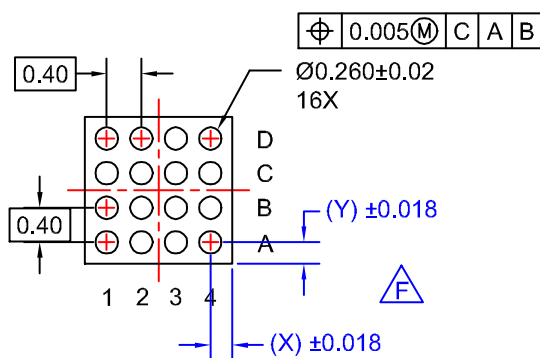 ⌖ 0.005Ⓜ C A B
0.40
Ø0.260±0.02
16X
D
C
B
A
0.40
(Y) ±0.018
1 2 3 4
F
(X) ±0.018